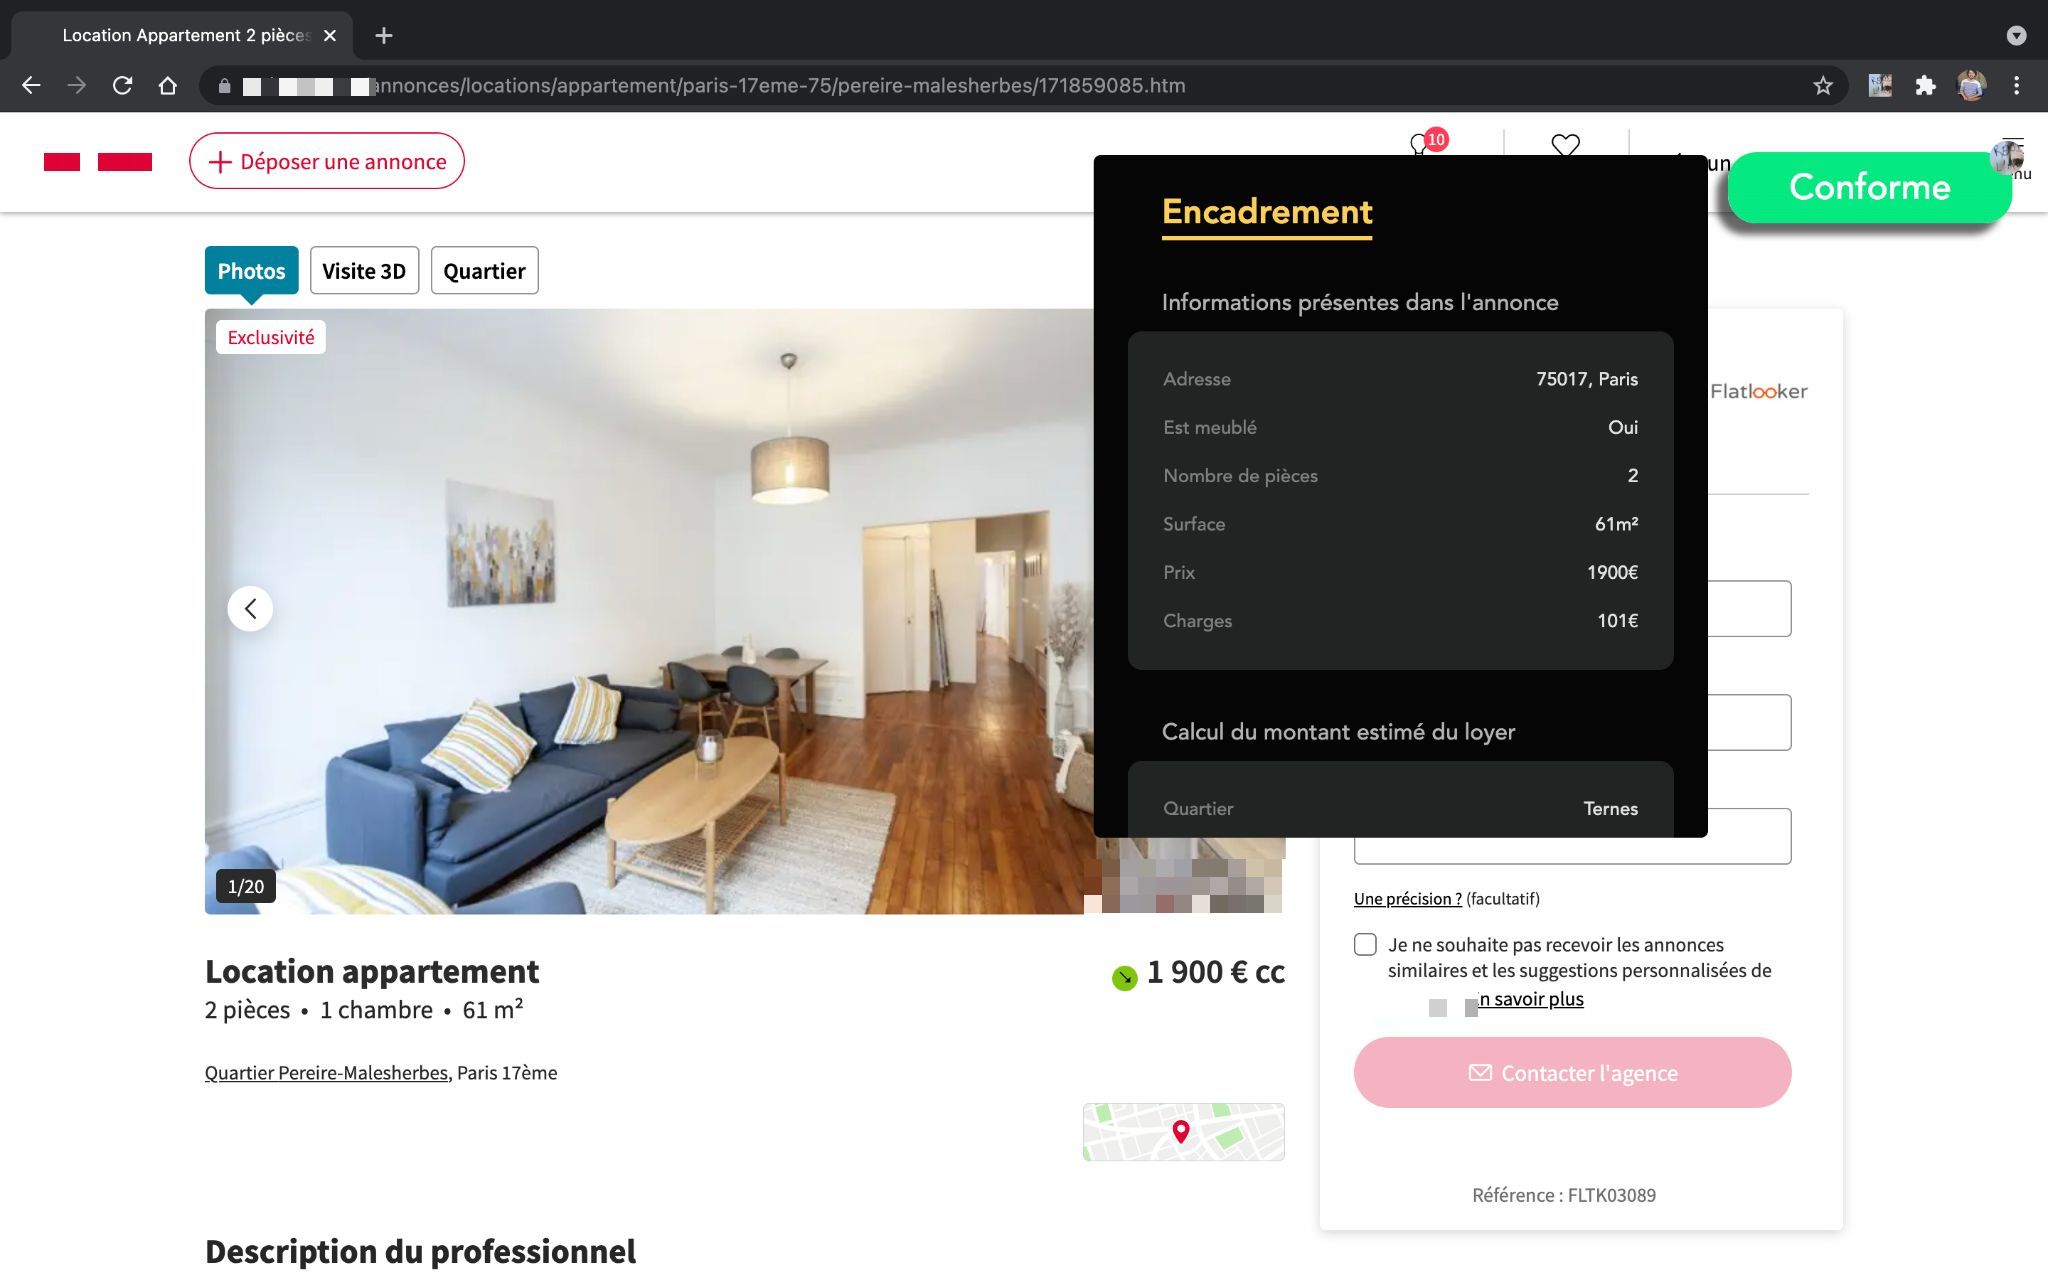 Location Appartement 2 pièces
annonces/locations/appartement/paris-17eme-75/pereire-malesherbes/171859085.htm
Déposer une annonce
10
un
Conforme
nu
Photos
Visite 3D
Quartier
Exclusivité
1/20
Encadrement
Informations présentes dans l'annonce
Adresse 75017, Paris
Est meublé Oui
Nombre de pièces 2
Surface 61m²
Prix 1900€
Charges 101€
Calcul du montant estimé du loyer
Quartier Ternes
Flatlooker
Une précision ? (facultatif)
Je ne souhaite pas recevoir les annonces
similaires et les suggestions personnalisées de
n savoir plus
Contacter l'agence
Référence : FLTK03089
Location appartement
1 900 € cc
2 pièces • 1 chambre • 61 m²
Quartier Pereire-Malesherbes, Paris 17ème
Description du professionnel